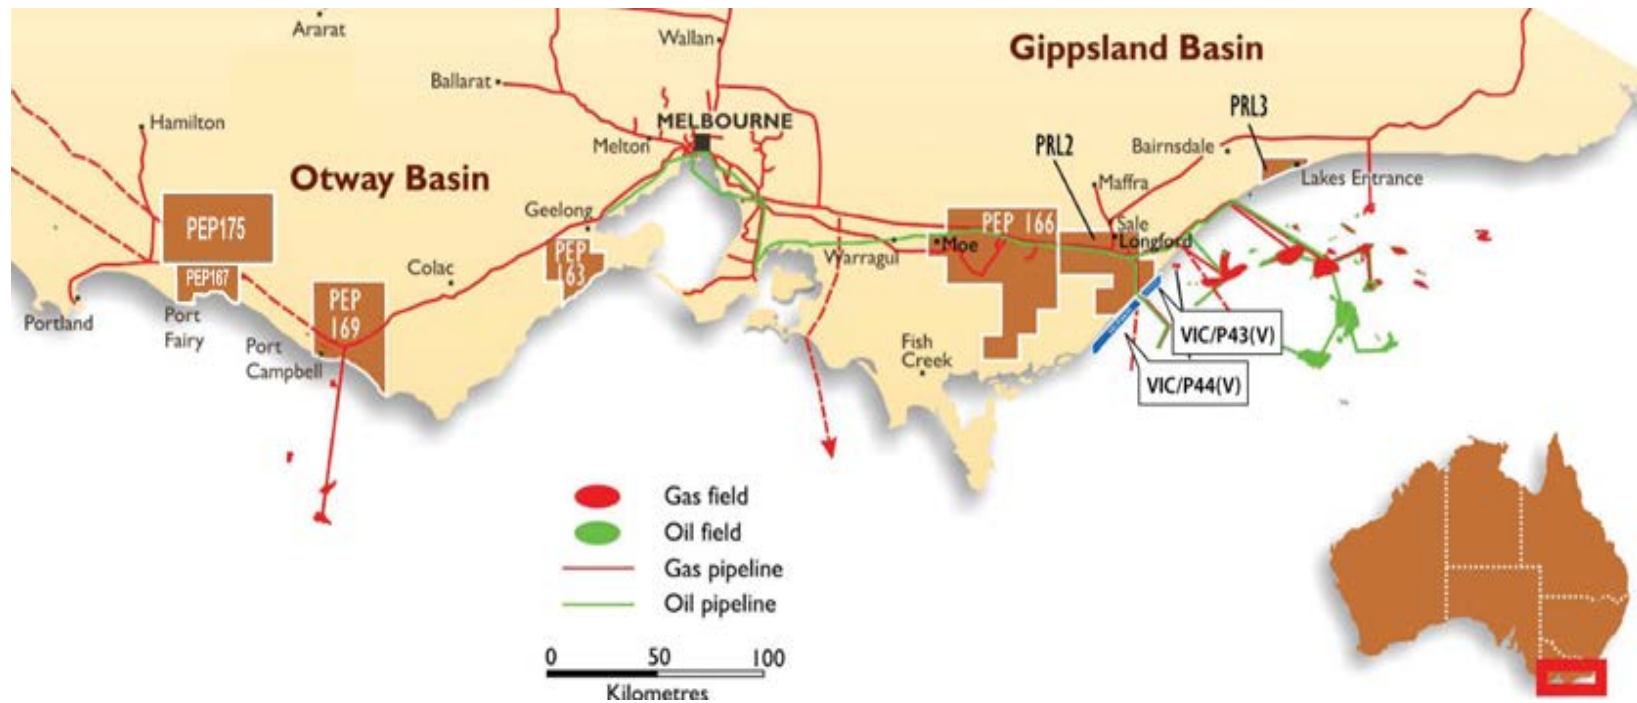 Ararat
Wallan
Gippsland Basin
Ballarat
PRL3
Hamilton
MELBOURNE
Melton
PRL2
Bairnsdale
Otway Basin
Maffra
Lakes Entrance
Geelong
PEP175
PEP 166
Sale
Longford
Moe
Warragul
PEP
163
Colac
PEP167
PEP
169
Portland
Port
Fairy
Port
Campbell
Fish
Creek
VIC/P43(V)
VIC/P44(V)
Gas field
Oil field
Gas pipeline
Oil pipeline
0 50 100
Kilometres